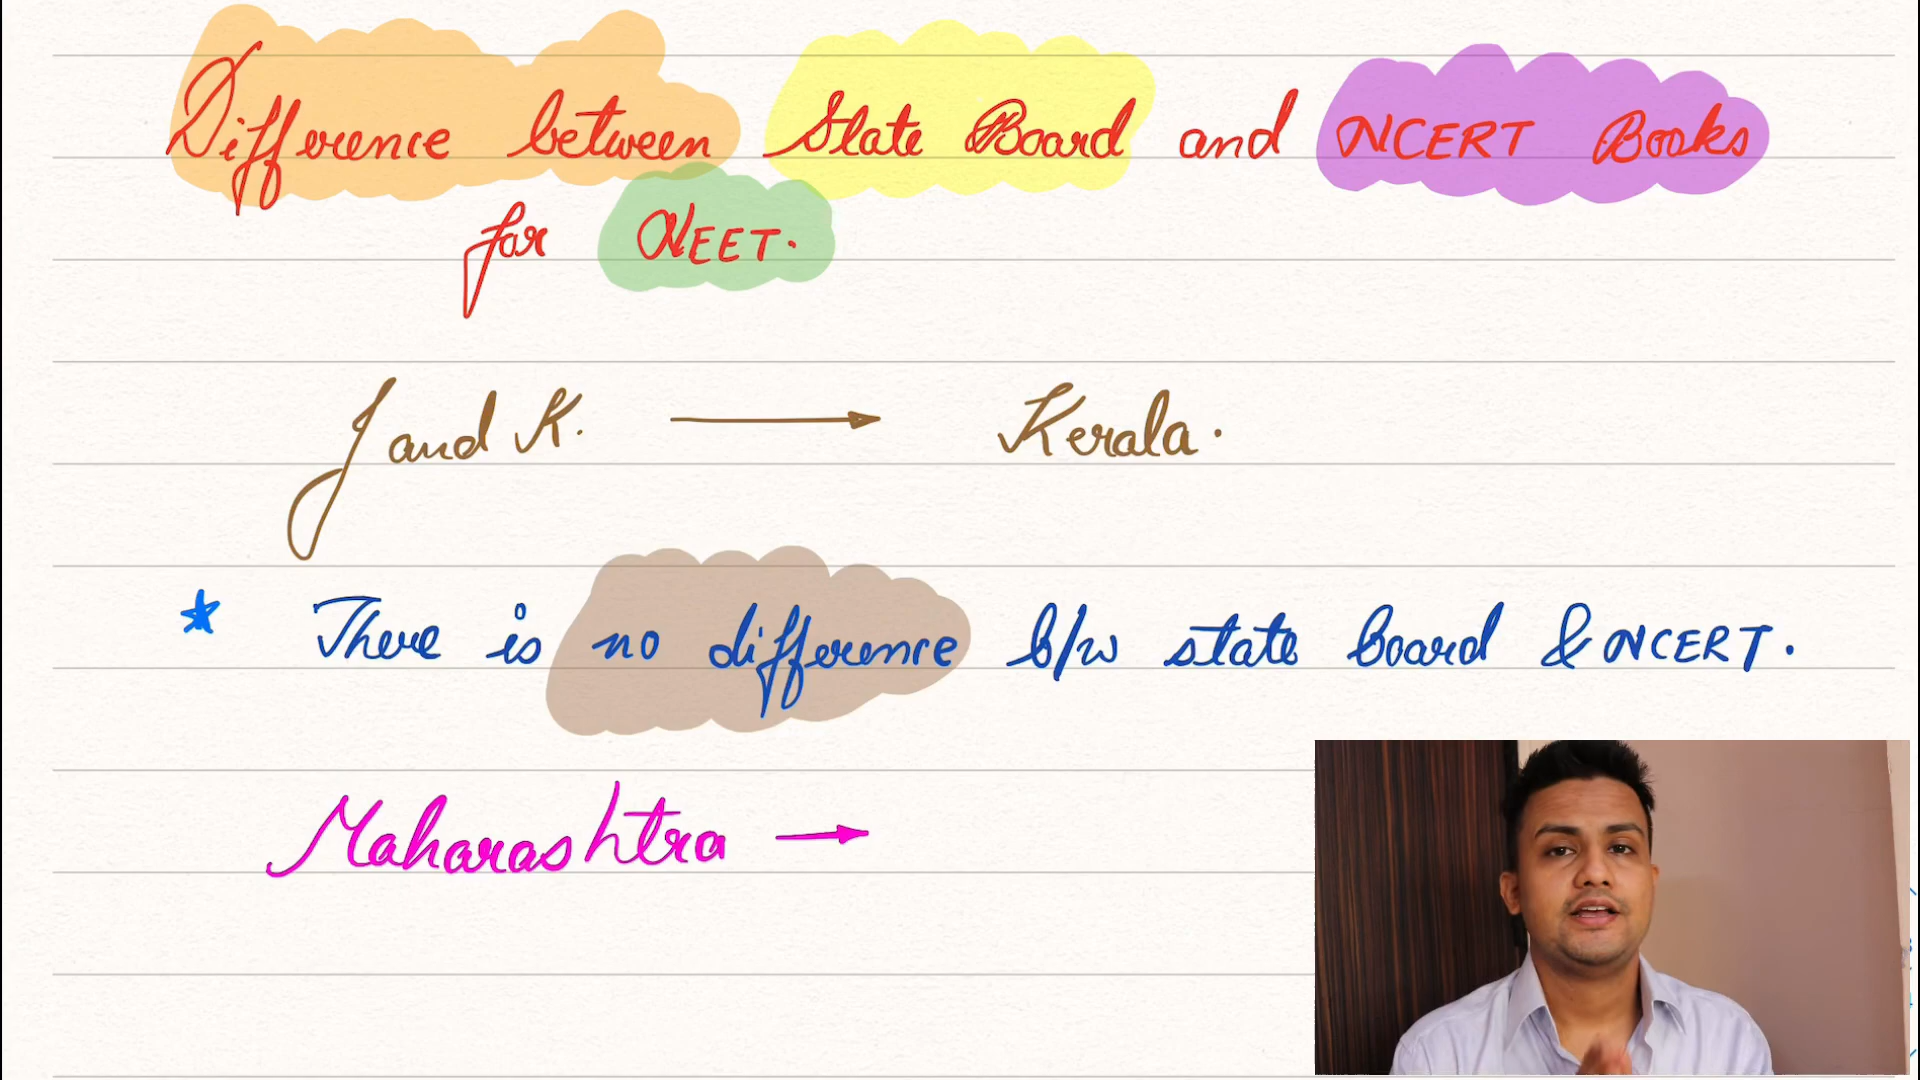 Difference between State Board and NCERT Books
for NEET.
J and K. → Kerala.
* There is no difference b/w state board & NCERT.
Maharashtra →